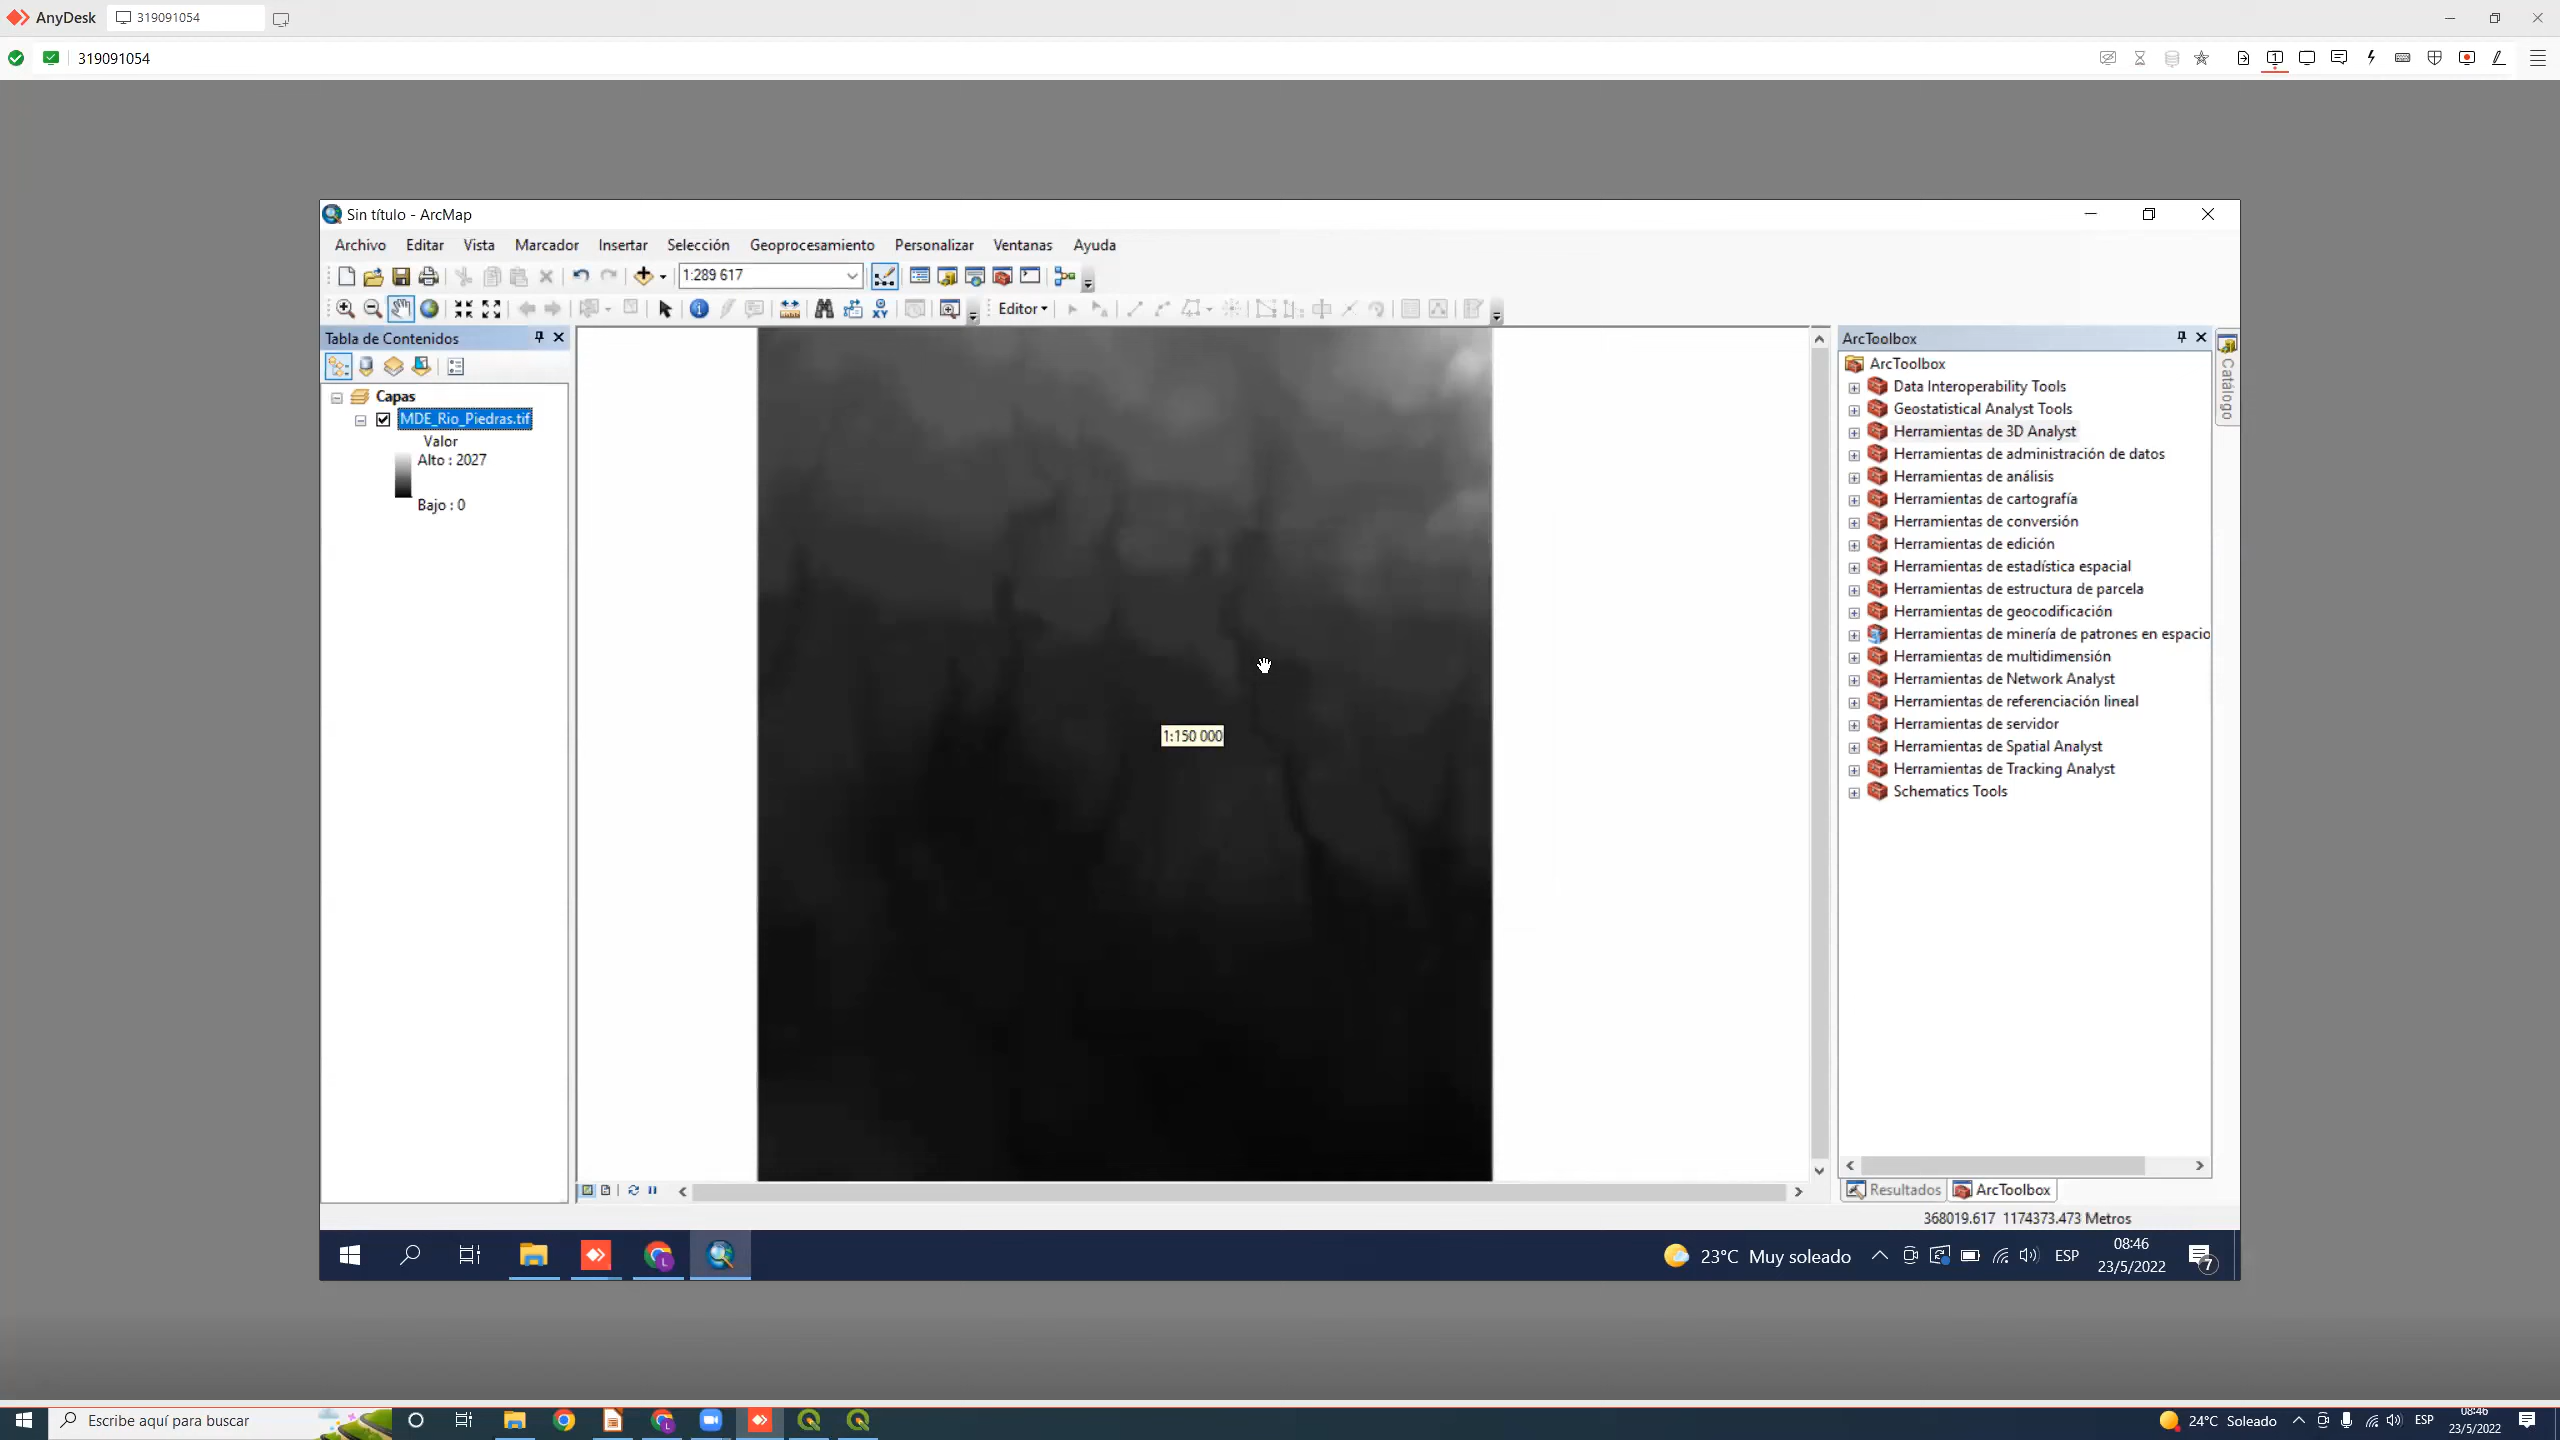 AnyDesk 319091054
319091054
Sin título - ArcMap
Archivo Editar Vista Marcador Insertar Selección Geoprocesamiento Personalizar Ventanas Ayuda
1:289 617
Editor
Tabla de Contenidos
Capas
MDE_Rio_Piedras.tif
Valor
Alto : 2027
Bajo : 0
1:150 000
ArcToolbox
ArcToolbox
Data Interoperability Tools
Geostatistical Analyst Tools
Herramientas de 3D Analyst
Herramientas de administración de datos
Herramientas de análisis
Herramientas de cartografía
Herramientas de conversión
Herramientas de edición
Herramientas de estadística espacial
Herramientas de estructura de parcela
Herramientas de geocodificación
Herramientas de minería de patrones en espacio
Herramientas de multidimensión
Herramientas de Network Analyst
Herramientas de referenciación lineal
Herramientas de servidor
Herramientas de Spatial Analyst
Herramientas de Tracking Analyst
Schematics Tools
Catálogo
Resultados ArcToolbox
368019.617 1174373.473 Metros
23°C Muy soleado ESP 08:46
23/5/2022
7
Escribe aquí para buscar
24°C Soleado ESP 08:46
23/5/2022